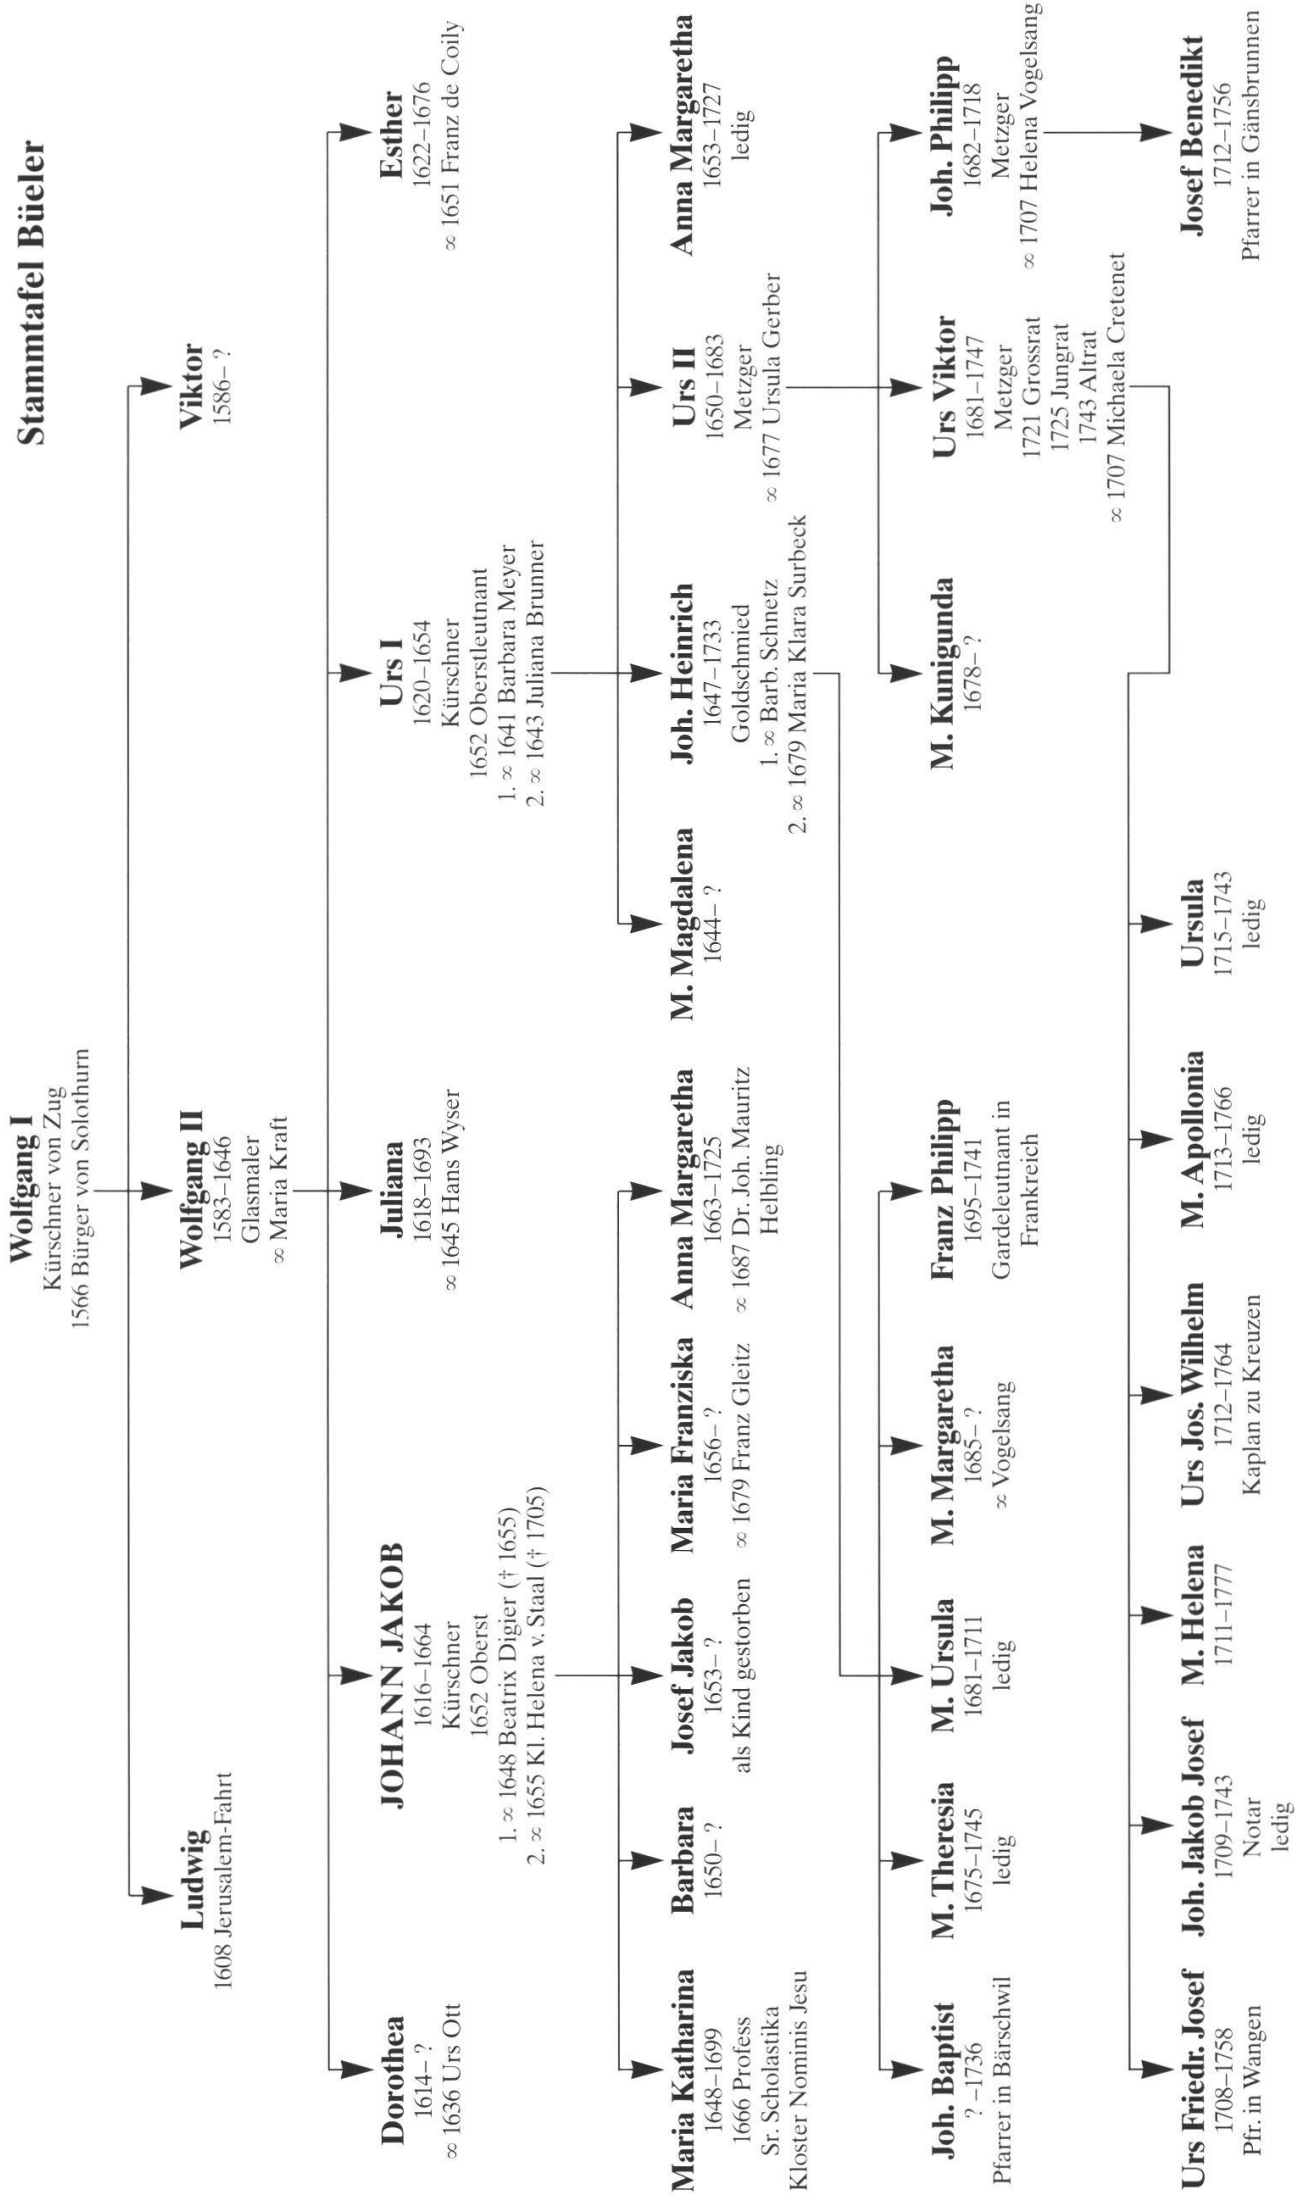 Stammtafel Büeler
Wolfgang I
Kürschner von Zug
1566 Bürger von Solothurn
Ludwig
1608 Jerusalem-Fahrt
Wolfgang II
1583–1646
Glasmaler
∞ Maria Kraft
Viktor
1586– ?
Dorothea
1614– ?
∞ 1636 Urs Ott
JOHANN JAKOB
1616–1664
Kürschner
1652 Oberst
1. ∞ 1648 Beatrix Digier († 1655)
2. ∞ 1655 Kl. Helena v. Staal († 1705)
Juliana
1618–1693
∞ 1645 Hans Wyser
Urs I
1620–1654
Kürschner
1652 Oberstleutnant
1. ∞ 1641 Barbara Meyer
2. ∞ 1643 Juliana Brunner
Esther
1622–1676
∞ 1651 Franz de Coily
Maria Katharina
1648–1699
1666 Profess
Sr. Scholastika
Kloster Nominis Jesu
Barbara
1650– ?
Josef Jakob
1653– ?
als Kind gestorben
Maria Franziska
1656– ?
∞ 1679 Franz Gleitz
Anna Margaretha
1663–1725
∞ 1687 Dr. Joh. Mauritz
Helbling
M. Magdalena
1644– ?
Joh. Heinrich
1647–1733
Goldschmied
1. ∞ Barb. Schnetz
2. ∞ 1679 Maria Klara Surbeck
Urs II
1650–1683
Metzger
∞ 1677 Ursula Gerber
Anna Margaretha
1653–1727
ledig
Joh. Baptist
? –1736
Pfarrer in Bärschwil
M. Theresia
1675–1745
ledig
M. Ursula
1681–1711
ledig
M. Margaretha
1685– ?
∞ Vogelsang
Franz Philipp
1695–1741
Gardeleutnant in
Frankreich
M. Kunigunda
1678– ?
Urs Viktor
1681–1747
Metzger
1721 Grossrat
1725 Jungrat
1743 Altrat
∞ 1707 Michaela Cretenet
Joh. Philipp
1682–1718
Metzger
∞ 1707 Helena Vogelsang
Urs Friedr. Josef
1708–1758
Pfr. in Wangen
Joh. Jakob Josef
1709–1743
Notar
ledig
M. Helena
1711–1777
Urs Jos. Wilhelm
1712–1764
Kaplan zu Kreuzen
M. Apollonia
1713–1766
ledig
Ursula
1715–1743
ledig
Josef Benedikt
1712–1756
Pfarrer in Gänsbrunnen